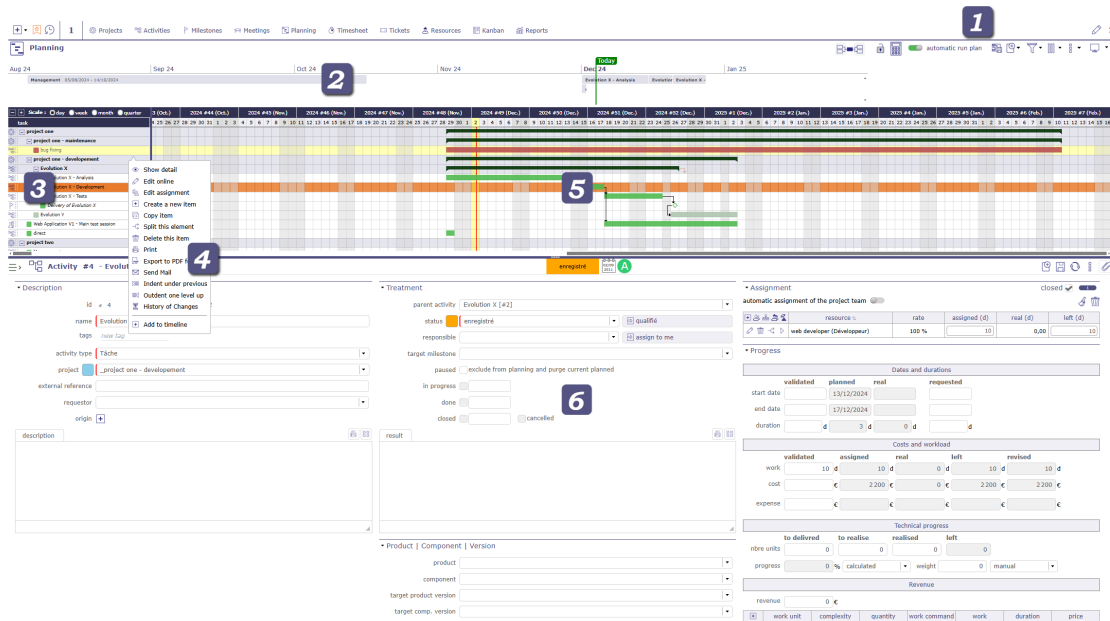 1 Projects Activities Milestones Meetings Planning Timesheet Tickets Resources Kanban Reports
1
Planning
automatic run plan
Today
Aug 24 Sep 24 Oct 24 Nov 24 Dec 24 Jan 25
Management 05/08/2024 - 14/10/2024
Evolution X - Analysis Evolution Evolution X -
2
Scale : day week month quarter
3 (Oct.) 2024 #44 (Oct.) 2024 #45 (Nov.) 2024 #46 (Nov.) 2024 #47 (Nov.) 2024 #48 (Nov.) 2024 #49 (Dec.) 2024 #50 (Dec.) 2024 #51 (Dec.) 2024 #52 (Dec.) 2025 #1 (Dec.) 2025 #2 (Jan.) 2025 #3 (Jan.) 2025 #4 (Jan.) 2025 #5 (Jan.) 2025 #6 (Feb.) 2025 #7 (Feb.)
task
project one
project one - maintenance
bug fixing
project one - developement
Evolution X
Evolution X - Analysis
Evolution X - Development
Evolution X - Tests
Delivery of Evolution X
Evolution Y
Web Application V1 - Main test session
direct
project two
3
5
Show detail
Edit online
Edit assignment
Create a new item
Copy item
Split this element
Delete this item
Print
Export to PDF
Send Mail
Indent under previous
Outdent one level up
History of Changes
Add to timeline
4
Activity #4 - Evolut
enregistré
02/09
2011
A
Description
id # 4
name Evolution
tags new tag
activity type Tâche
project _project one - developement
external reference
requestor
origin
description
Treatment
parent activity Evolution X [#2]
status enregistré qualifié
responsible assign to me
target milestone
paused exclude from planning and purge current planned
in progress
done
closed cancelled
6
result
Product | Component | Version
product
component
target product version
target comp. version
Assignment closed
automatic assignment of the project team
resource rate assigned (d) real (d) left (d)
web developer (Développeur) 100 % 10 0,00 10
Progress
Dates and durations
validated planned real requested
start date 13/12/2024
end date 17/12/2024
duration d 3 d 0 d d
Costs and workload
validated assigned real left revised
work 10 d 10 d 0 d 10 d 10 d
cost € 2 200 € 0 € 2 200 € 2 200 €
expense € € € € €
Technical progress
to delivred to realise realised left
nbre units 0 0 0 0
progress 0 % calculated weight 0 manual
Revenue
revenue 0 €
work unit complexity quantity work command work duration price